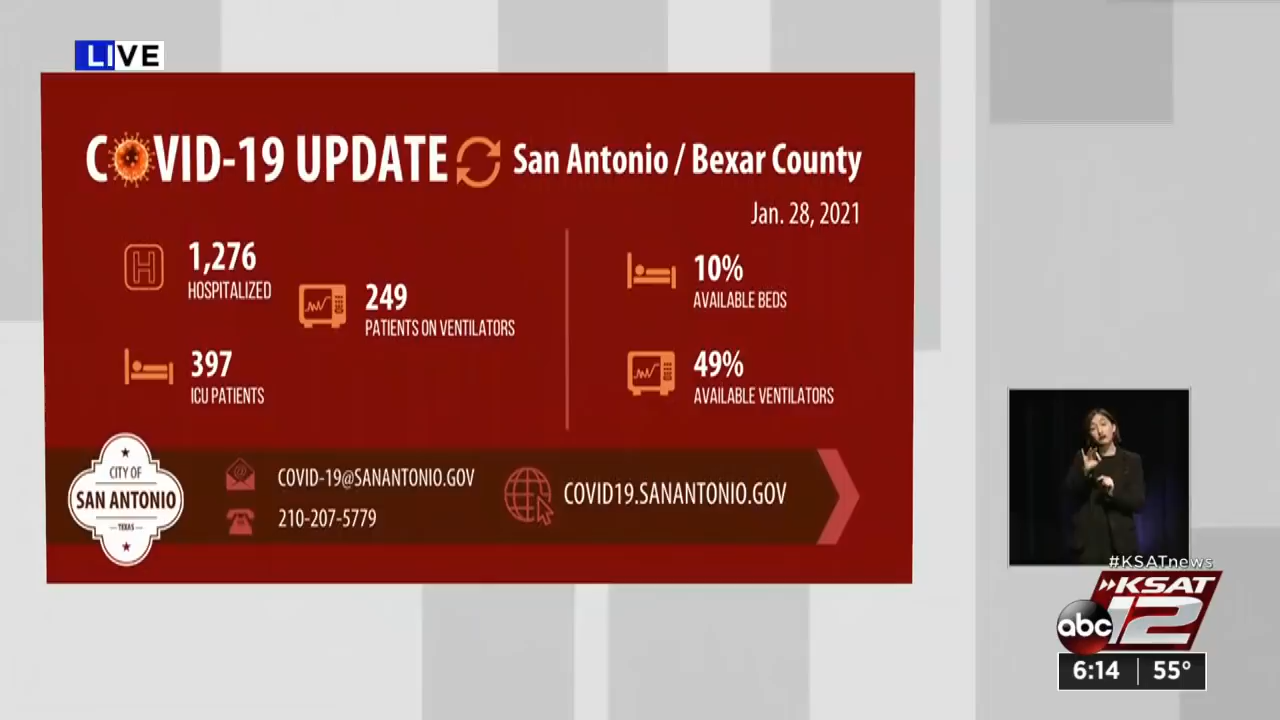 LIVE
COVID-19 UPDATE
San Antonio / Bexar County
Jan. 28, 2021
1,276
HOSPITALIZED
249
PATIENTS ON VENTILATORS
397
ICU PATIENTS
10%
AVAILABLE BEDS
49%
AVAILABLE VENTILATORS
CITY OF
SAN ANTONIO
TEXAS
COVID-19@SANANTONIO.GOV
210-207-5779
COVID19.SANANTONIO.GOV
#KSATnews
KSAT
abc 12
6:14 55°